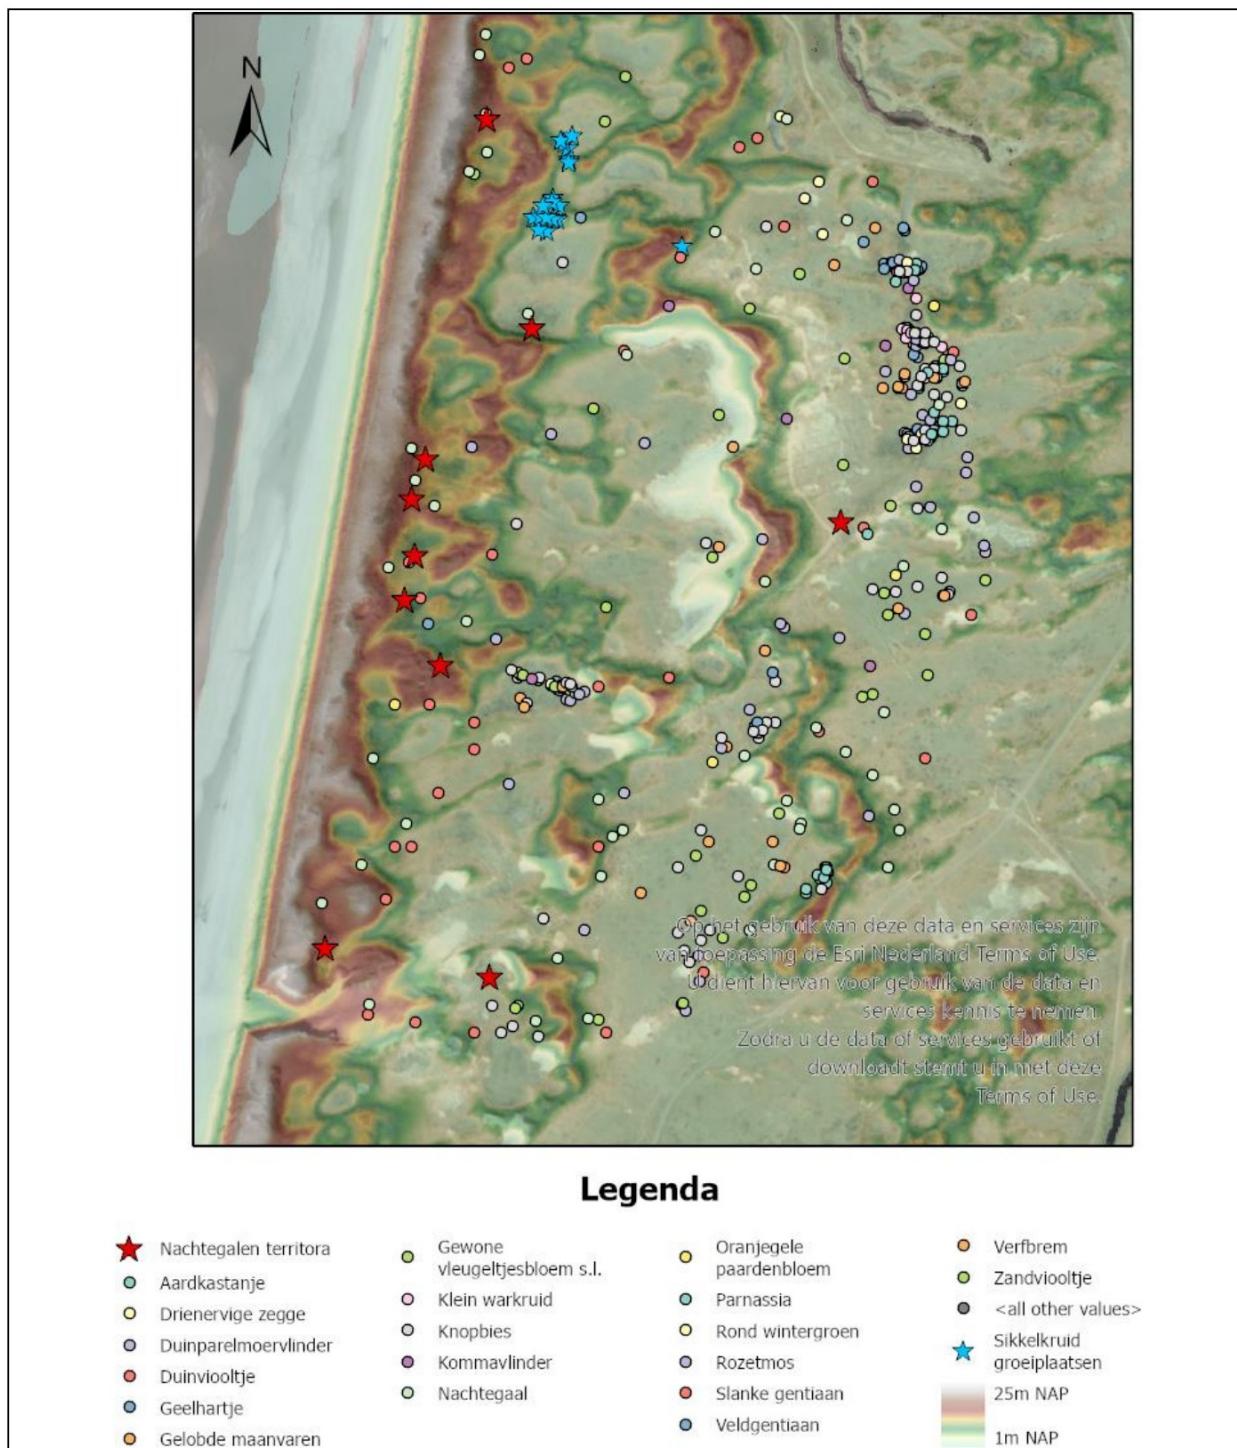 N
Op het gebruik van deze data en services zijn
van toepassing de Esri Nederland Terms of Use.
U dient hiervan voor gebruik van de data en
services kennis te nemen.
Zodra u de data of services gebruikt of
downloadt stemt u in met deze
Terms of Use.
Legenda
Nachtegalen territora
Aardkastanje
Drienervige zegge
Duinparelmoervlinder
Duinviooltje
Geelhartje
Gelobde maanvaren
Gewone
vleugeltjesbloem s.l.
Klein warkruid
Knopbies
Kommavlinder
Nachtegaal
Oranjegele
paardenbloem
Parnassia
Rond wintergroen
Rozetmos
Slanke gentiaan
Veldgentiaan
Verfbrem
Zandviooltje
<all other values>
Sikkelkruid
groeiplaatsen
25m NAP
1m NAP